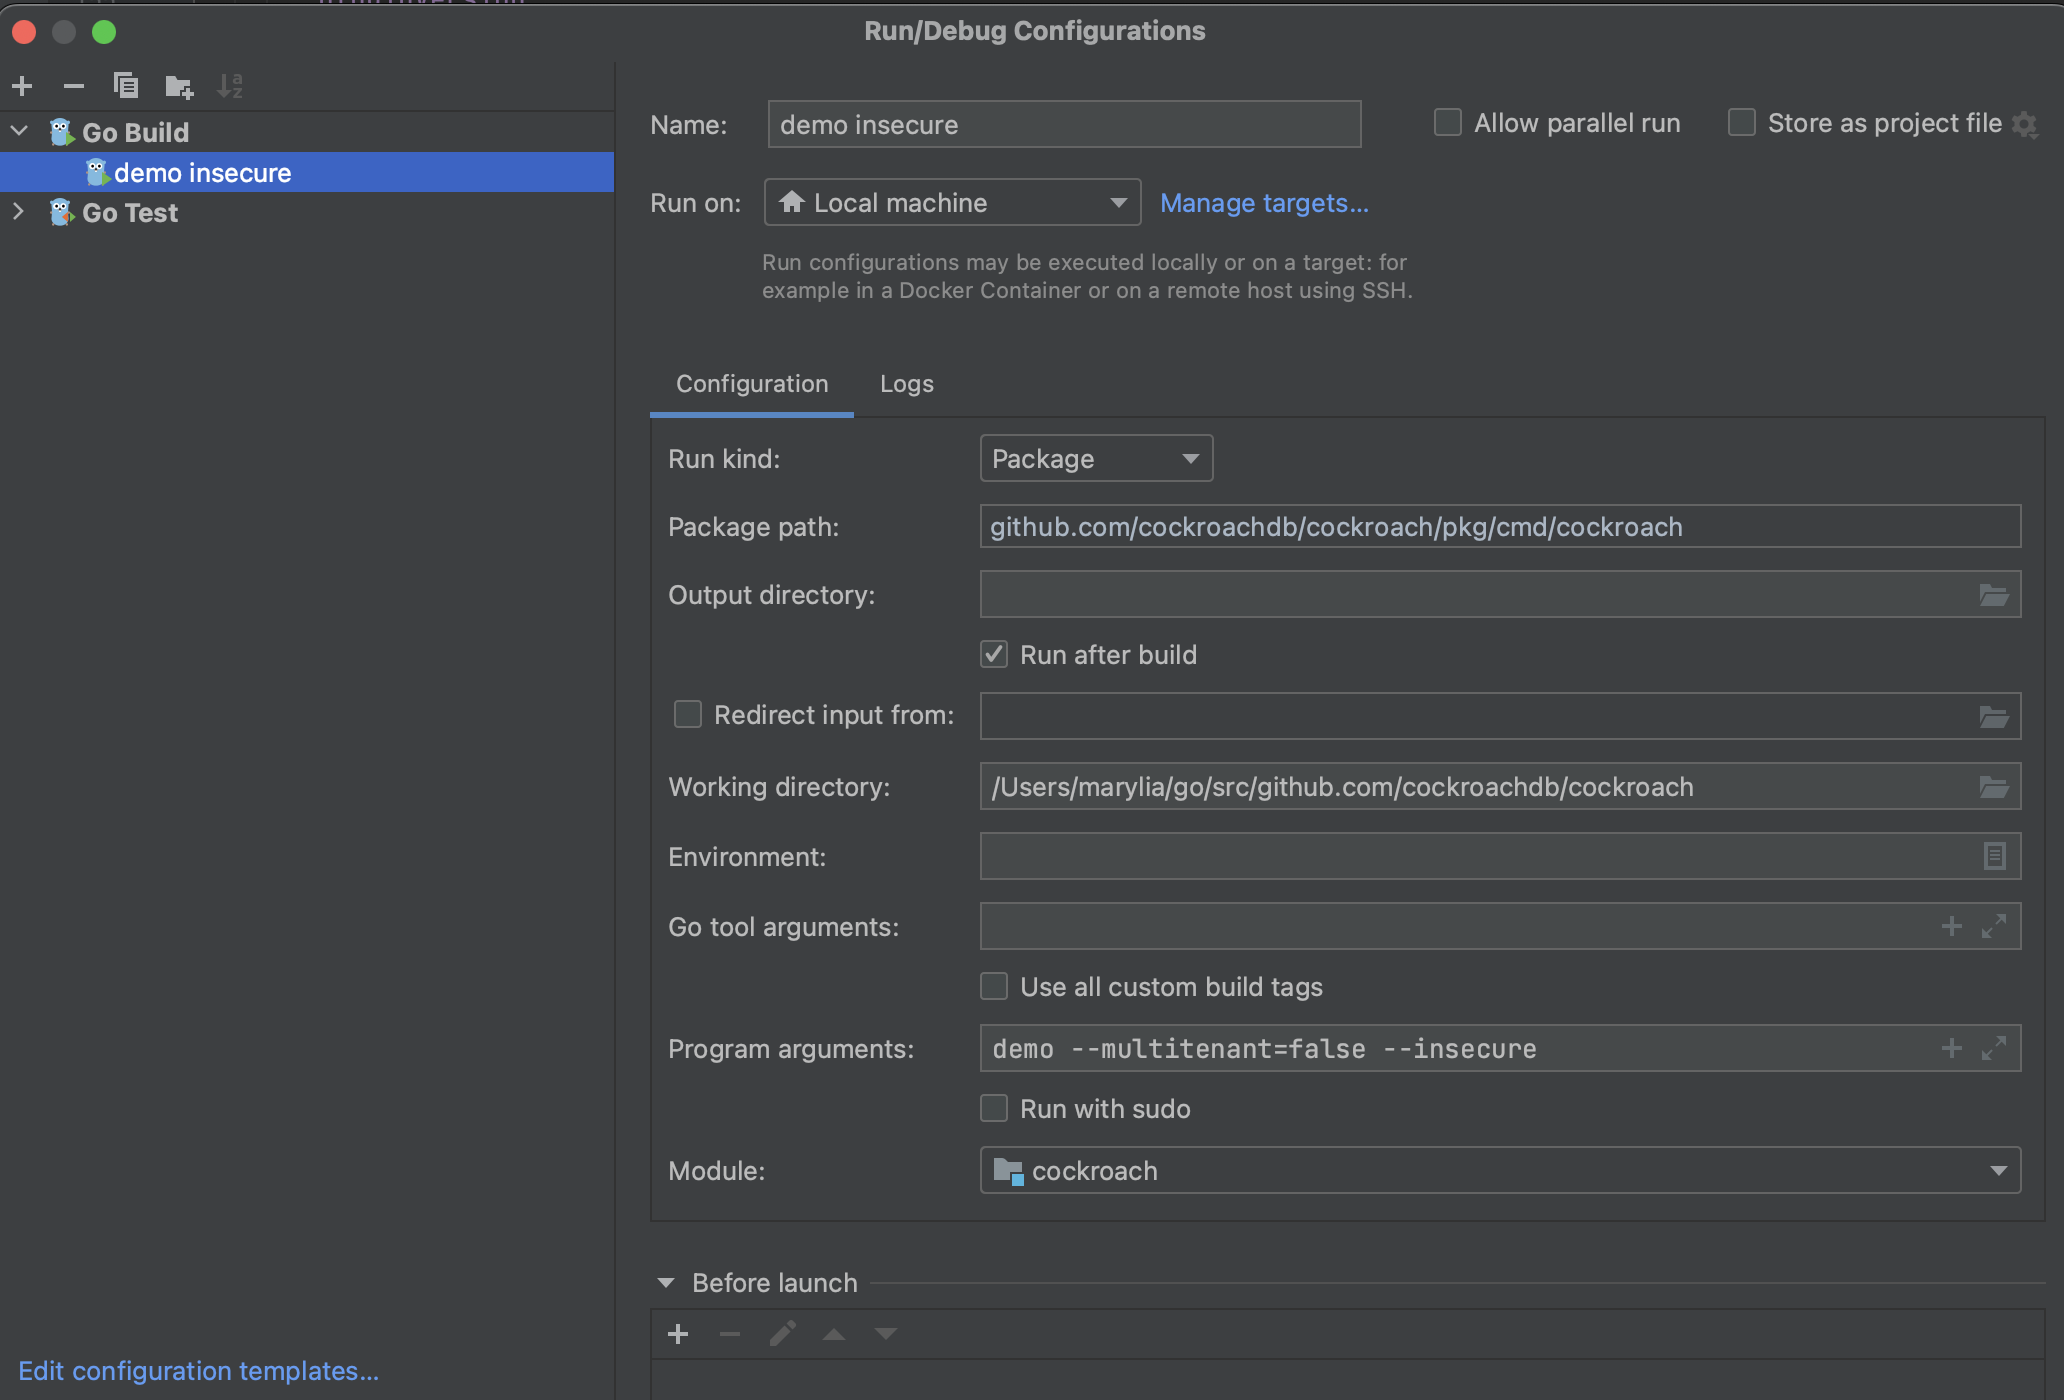 Run/Debug Configurations
Go Build
demo insecure
Go Test
Edit configuration templates...
Name: demo insecure
Allow parallel run
Store as project file
Run on: Local machine
Manage targets...
Run configurations may be executed locally or on a target: for
example in a Docker Container or on a remote host using SSH.
Configuration
Logs
Run kind: Package
Package path: github.com/cockroachdb/cockroach/pkg/cmd/cockroach
Output directory:
Run after build
Redirect input from:
Working directory: /Users/marylia/go/src/github.com/cockroachdb/cockroach
Environment:
Go tool arguments:
Use all custom build tags
Program arguments: demo --multitenant=false --insecure
Run with sudo
Module: cockroach
Before launch